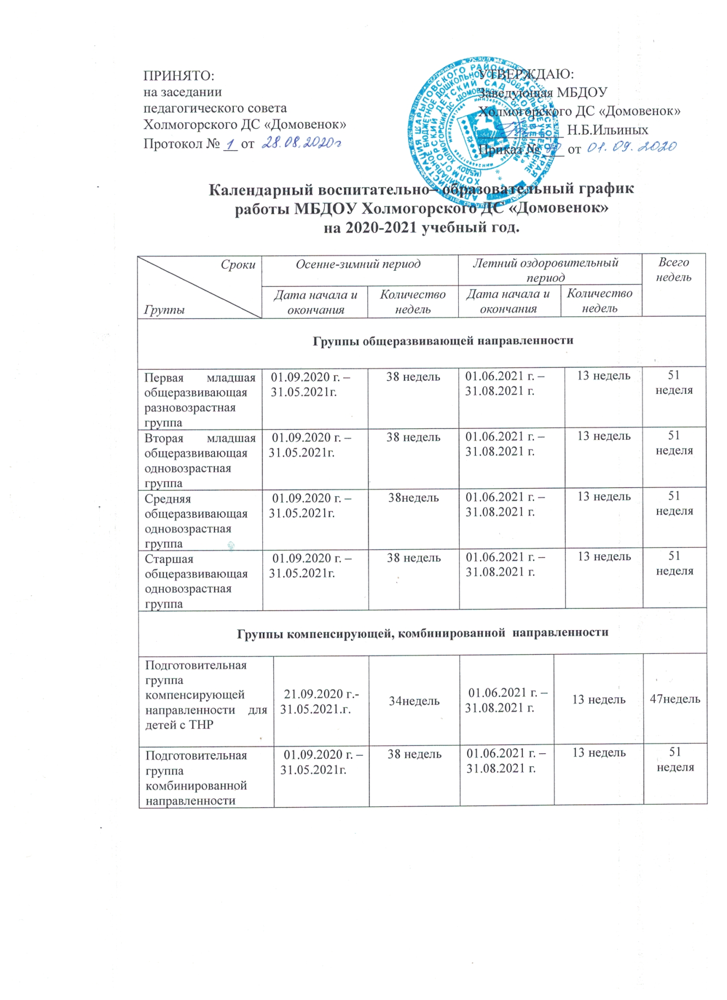 ПРИНЯТО:
на заседании
педагогического совета
Холмогорского ДС «Домовенок»
Протокол № 1 от 28.08.2020г
УТВЕРЖДАЮ:
Заведующая МБДОУ
Холмогорского ДС «Домовенок»
Н.Б.Ильиных
Приказ № от 01.09.2020
Календарный воспитательно– образовательный график
работы МБДОУ Холмогорского ДС «Домовенок»
на 2020-2021 учебный год.
Сроки
Группы
Осенне-зимний период
Летний оздоровительный
период
Всего
недель
Дата начала и
окончания
Количество
недель
Дата начала и
окончания
Количество
недель
Группы общеразвивающей направленности
Первая младшая
общеразвивающая
разновозрастная
группа
01.09.2020 г. –
31.05.2021г.
38 недель
01.06.2021 г. –
31.08.2021 г.
13 недель
51
неделя
Вторая младшая
общеразвивающая
одновозрастная
группа
01.09.2020 г. –
31.05.2021г.
38 недель
01.06.2021 г. –
31.08.2021 г.
13 недель
51
неделя
Средняя
общеразвивающая
одновозрастная
группа
01.09.2020 г. –
31.05.2021г.
38недель
01.06.2021 г. –
31.08.2021 г.
13 недель
51
неделя
Старшая
общеразвивающая
одновозрастная
группа
01.09.2020 г. –
31.05.2021г.
38 недель
01.06.2021 г. –
31.08.2021 г.
13 недель
51
неделя
Группы компенсирующей, комбинированной направленности
Подготовительная
группа
компенсирующей
направленности для
детей с ТНР
21.09.2020 г.-
31.05.2021.г.
34недель
01.06.2021 г. –
31.08.2021 г.
13 недель
47недель
Подготовительная
группа
комбинированной
направленности
01.09.2020 г. –
31.05.2021г.
38 недель
01.06.2021 г. –
31.08.2021 г.
13 недель
51
неделя